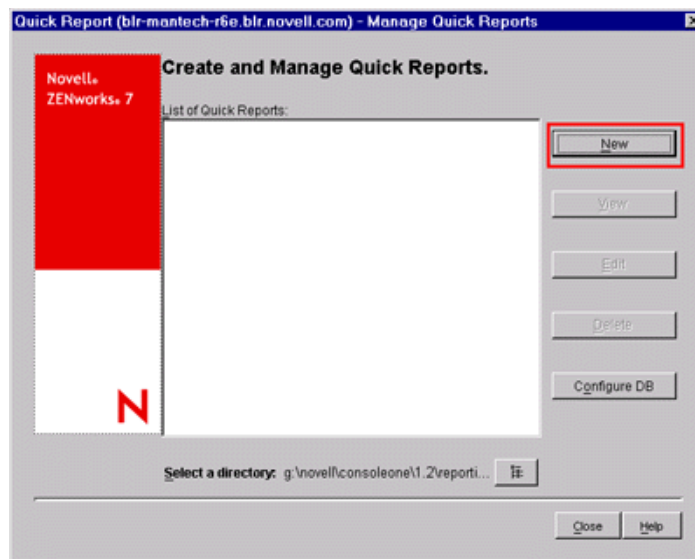 Quick Report (blr-mantech-r6e.blr.novell.com) - Manage Quick Reports
Novell®
ZENworks® 7
Create and Manage Quick Reports.
List of Quick Reports:
New
View
Edit
Delete
Configure DB
N
Select a directory: g:\novell\consoleone\1.2\reporti...
Close
Help